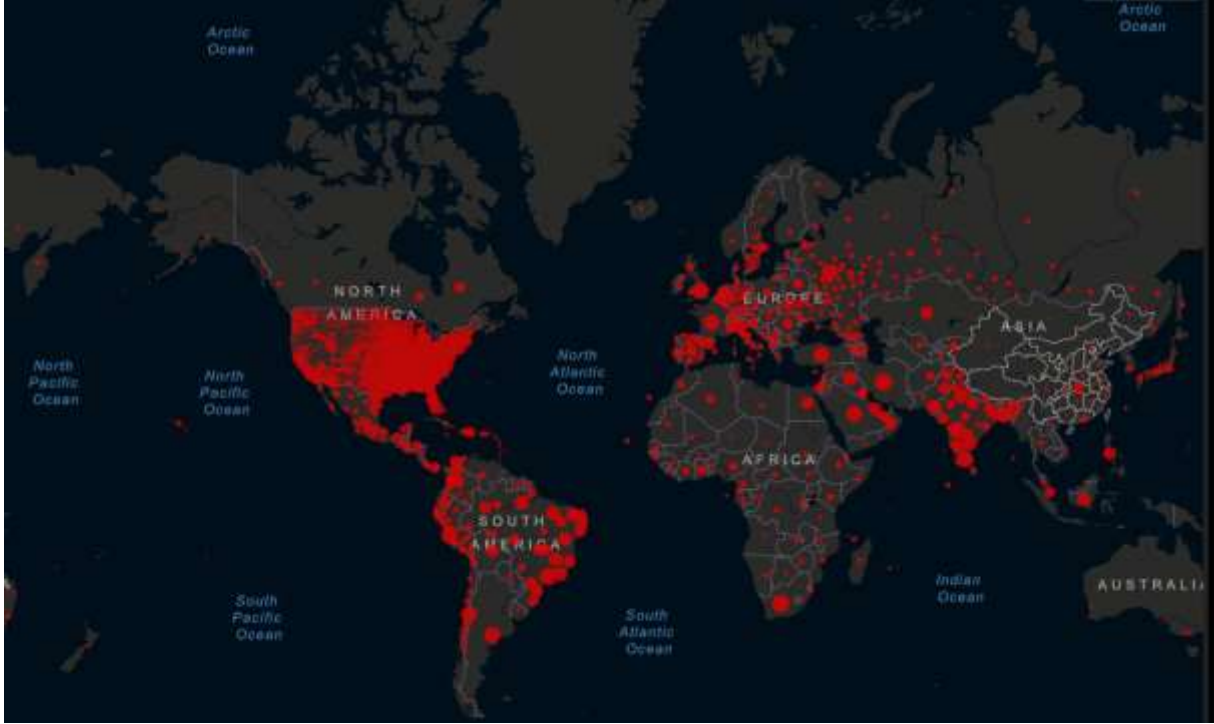 Arctic
Ocean
Arctic
Ocean
NORTH
AMERICA
EUROPE
ASIA
North
Pacific
Ocean
North
Pacific
Ocean
North
Atlantic
Ocean
AFRICA
SOUTH
AMERICA
Indian
Ocean
AUSTRALI
South
Pacific
Ocean
South
Atlantic
Ocean